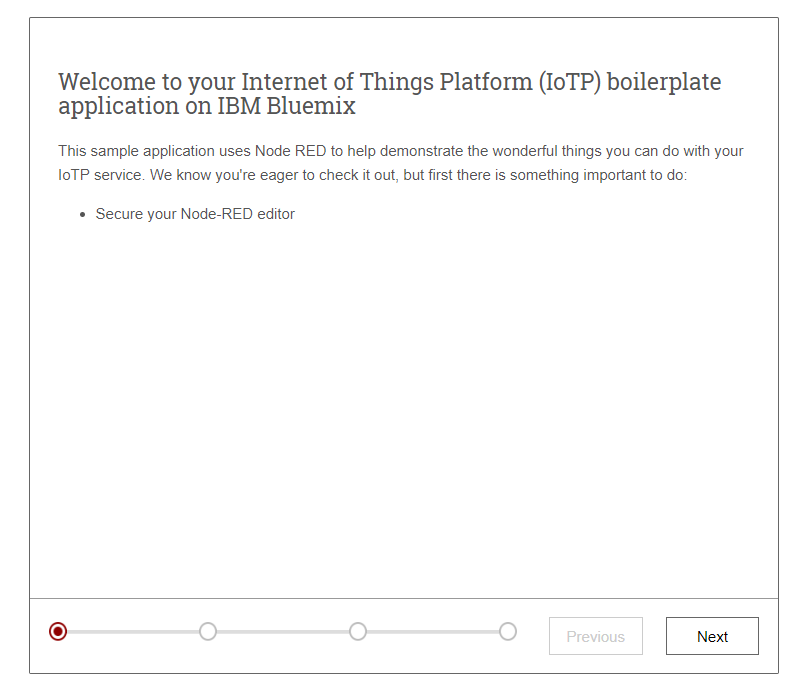 Welcome to your Internet of Things Platform (IoTP) boilerplate
application on IBM Bluemix
This sample application uses Node RED to help demonstrate the wonderful things you can do with your
IoTP service. We know you're eager to check it out, but first there is something important to do:
• Secure your Node-RED editor
Previous
Next